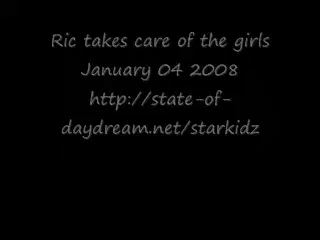 Ric takes care of the girls
January 04 2008
http://state-of-
daydream.net/starkidz